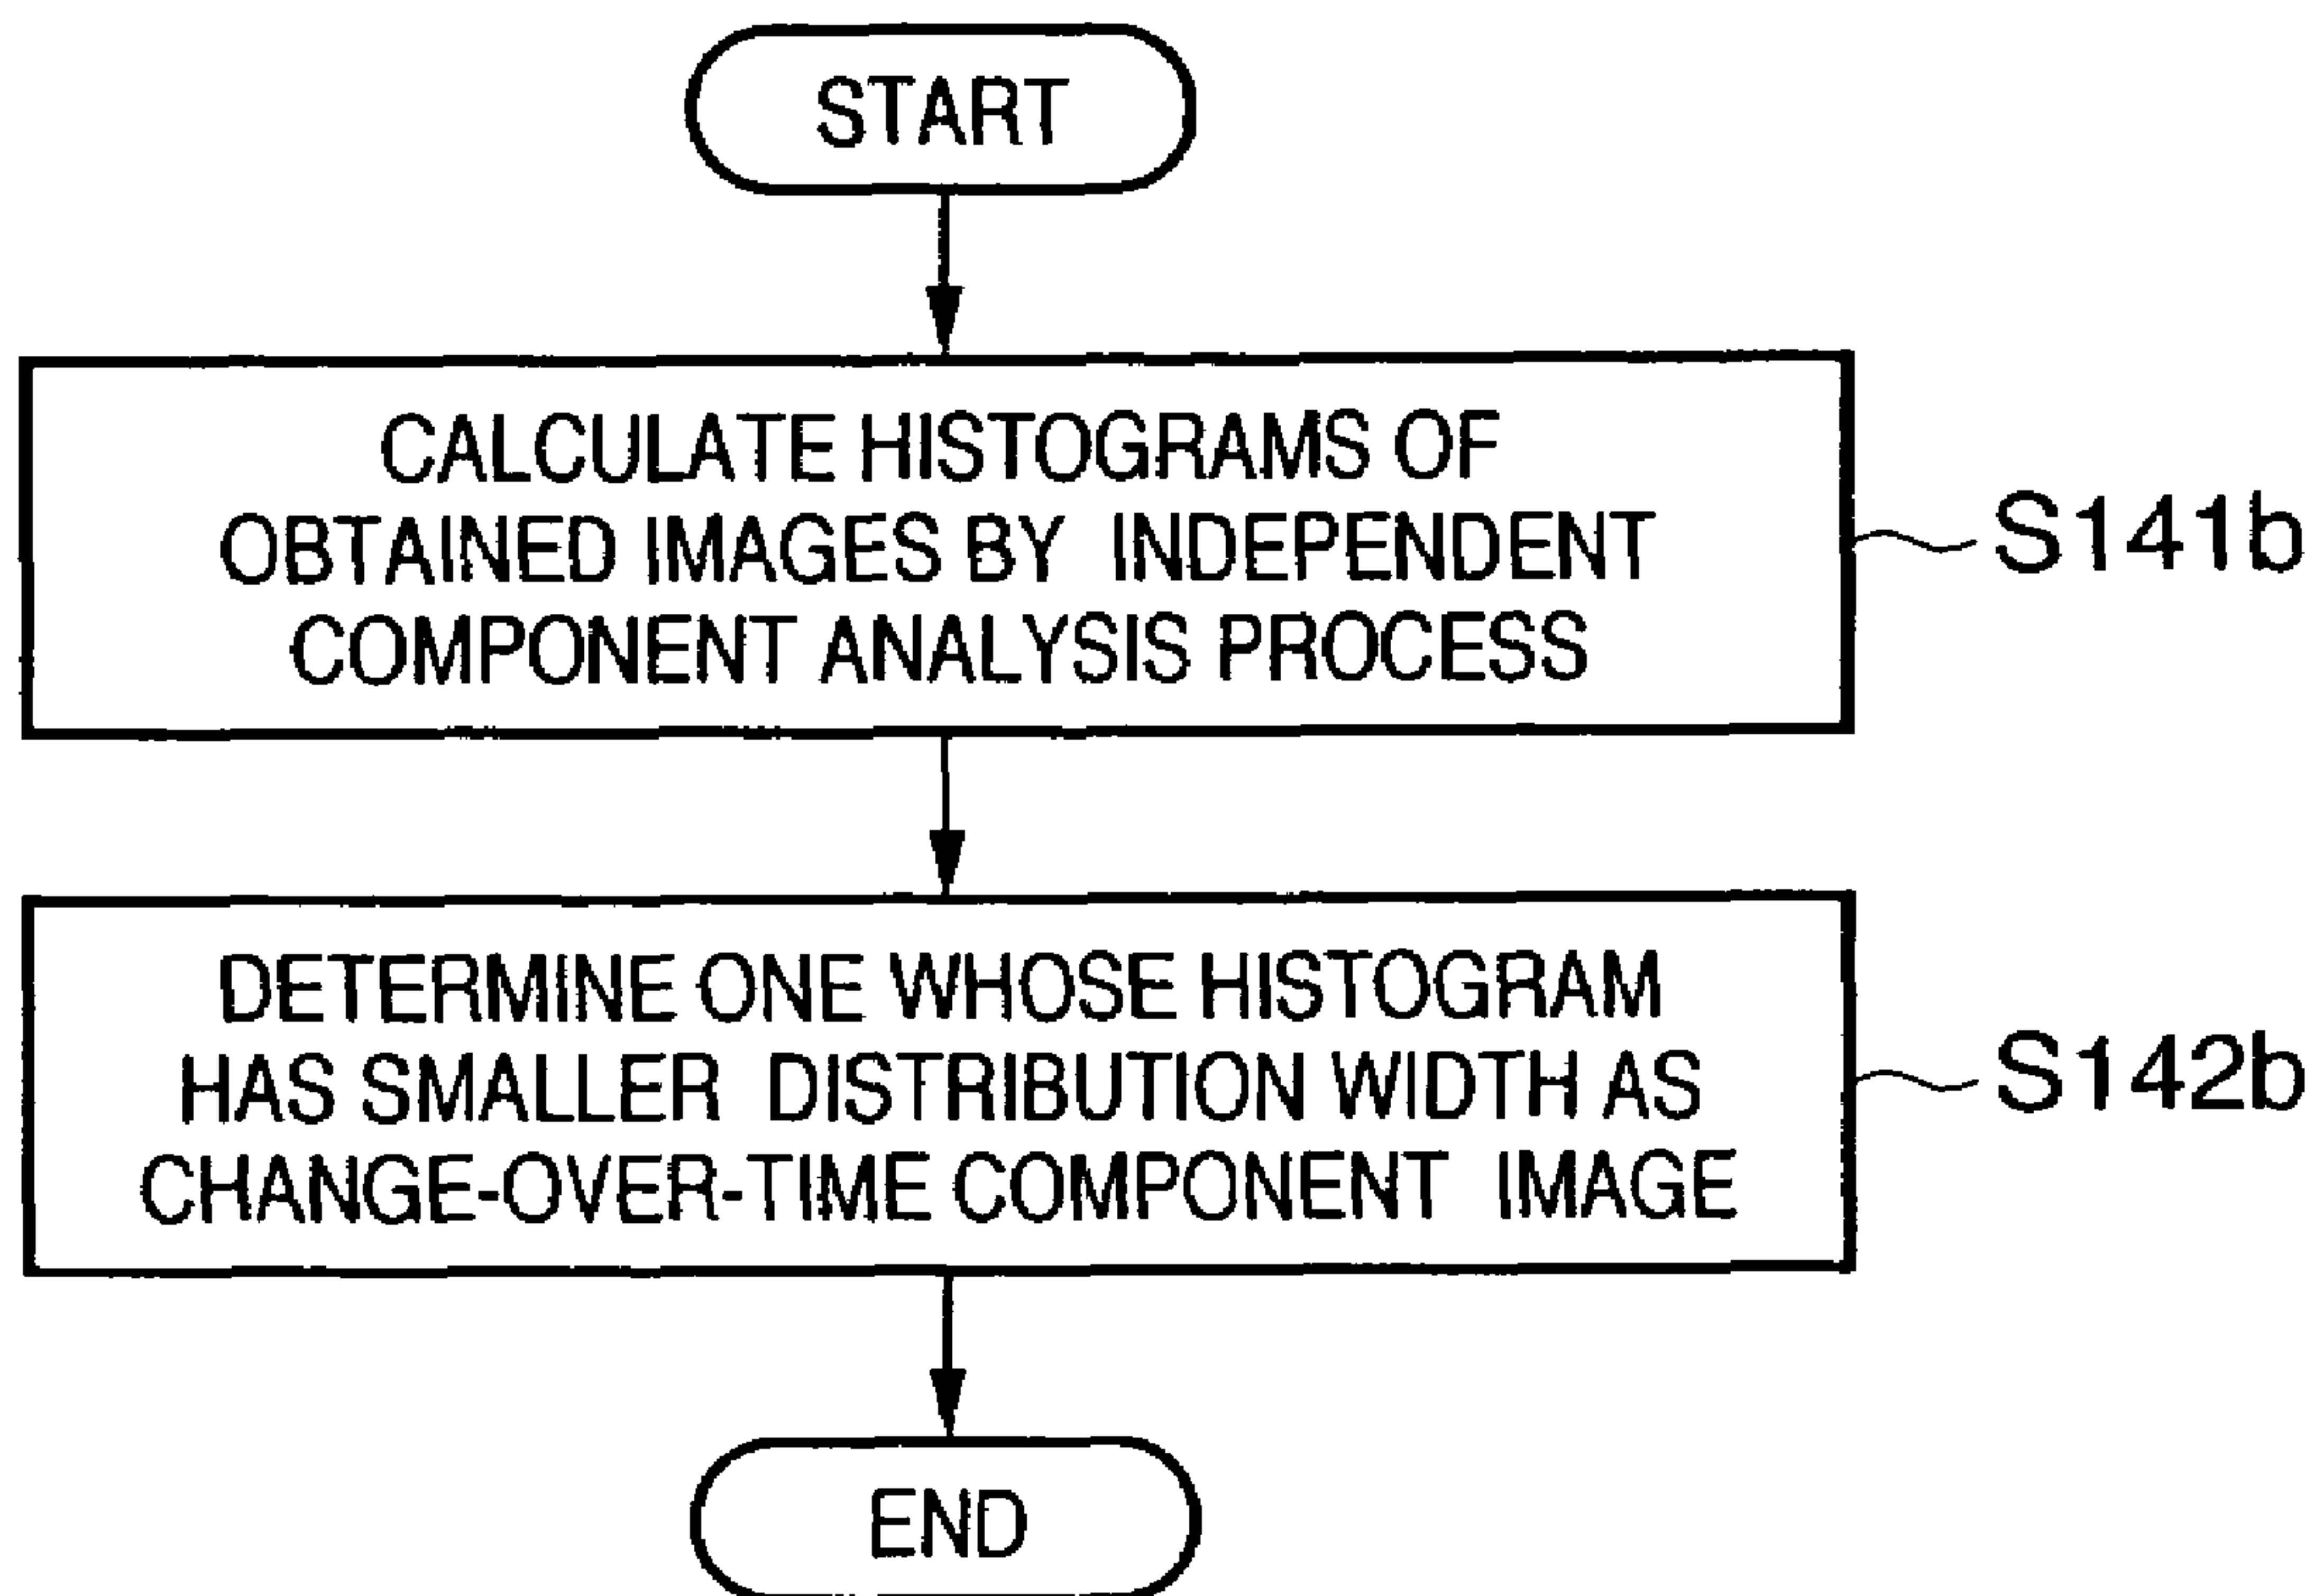 START
CALCULATE HISTOGRAMS OF
OBTAINED IMAGES BY INDEPENDENT
COMPONENT ANALYSIS PROCESS
S141b
DETERMINE ONE WHOSE HISTOGRAM
HAS SMALLER DISTRIBUTION WIDTH AS
CHANGE-OVER-TIME COMPONENT IMAGE
S142b
END